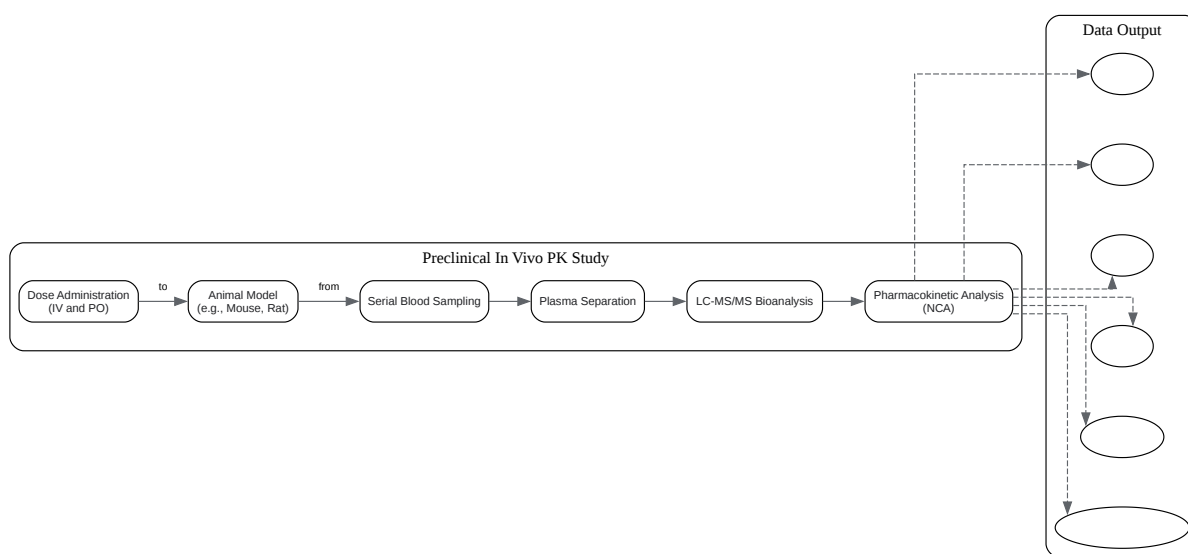 Data Output
Preclinical In Vivo PK Study
Dose Administration
(IV and PO)
to
Animal Model
(e.g., Mouse, Rat)
from
Serial Blood Sampling
Plasma Separation
LC-MS/MS Bioanalysis
Pharmacokinetic Analysis
(NCA)